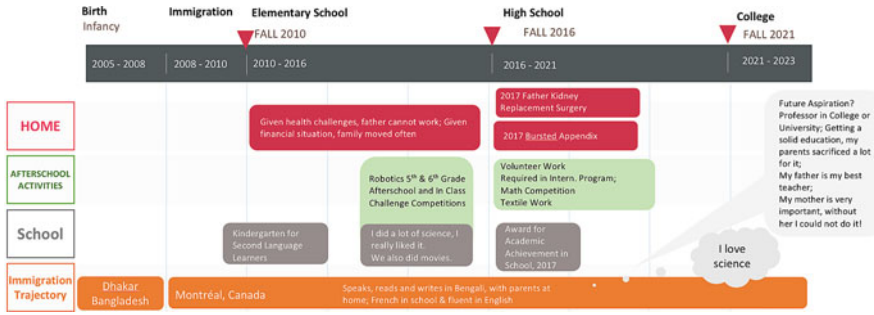 Birth
Infancy
Immigration
Elementary School
FALL 2010
High School
FALL 2016
College
FALL 2021
2005 - 2008
2008 - 2010
2010 - 2016
2016 - 2021
2021 - 2023
HOME
Given health challenges, father cannot work; Given
financial situation, family moved often
2017 Father Kidney
Replacement Surgery
2017 Bursted Appendix
Future Aspiration?
Professor in College or
University; Getting a
solid education, my
parents sacrificed a lot
for it;
My father is my best
teacher;
My mother is very
important, without
her I could not do it!
AFTERSCHOOL
ACTIVITIES
Robotics 5th & 6th Grade
Afterschool and In Class
Challenge Competitions
Volunteer Work
Required in Intern. Program;
Math Competition
Textile Work
School
Kindergarten for
Second Language
Learners
I did a lot of science, I
really liked it.
We also did movies.
Award for
Academic
Achievement in
School, 2017
I love
science
Immigration
Trajectory
Dhakar
Bangladesh
Montréal, Canada
Speaks, reads and writes in Bengali, with parents at
home; French in school & fluent in English